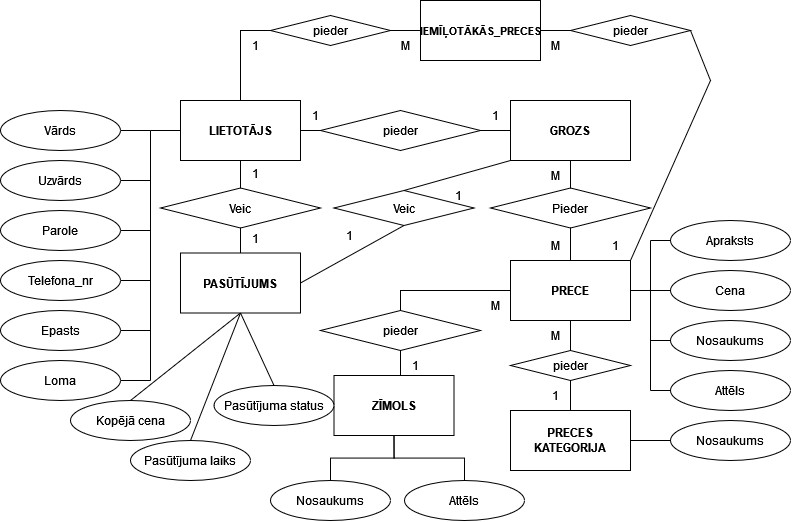 pieder
IEMĪĻOTĀKĀS_PRECES
pieder
1
M
M
LIETOTĀJS
1
pieder
1
GROZS
Vārds
Uzvārds
Parole
Telefona_nr
Epasts
Loma
1
Veic
1
1
Veic
1
M
Pieder
M
1
PASŪTĪJUMS
PRECE
Apraksts
Cena
Nosaukums
Attēls
M
pieder
1
M
pieder
1
Kopējā cena
Pasūtījuma laiks
Pasūtījuma status
ZĪMOLS
PRECES
KATEGORIJA
Nosaukums
Nosaukums
Attēls